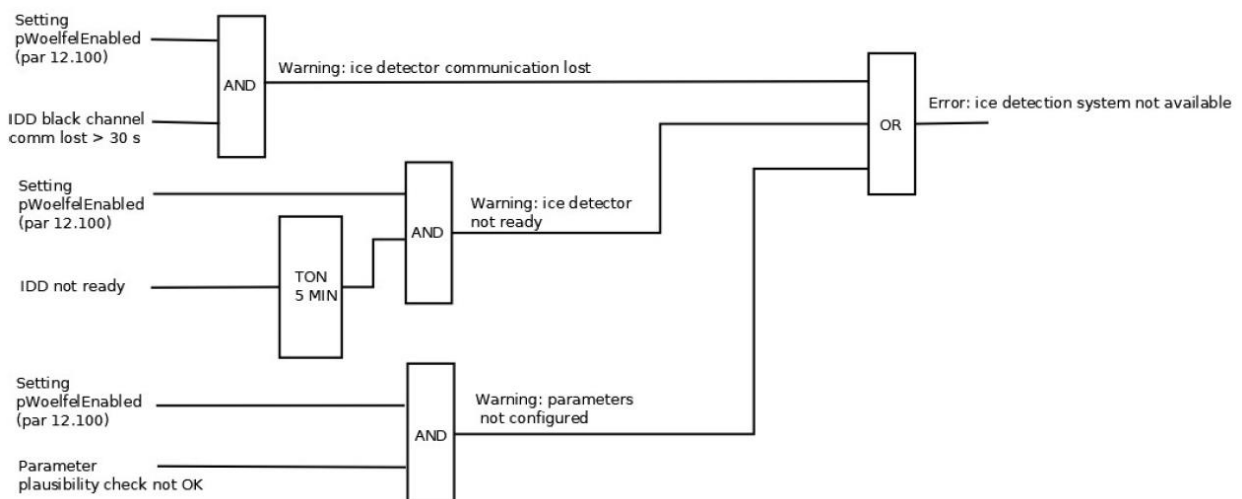 Setting
pWoelfelEnabled
(par 12.100)
AND
Warning: ice detector communication lost
IDD black channel
comm lost > 30 s
OR
Error: ice detection system not available
Setting
pWoelfelEnabled
(par 12.100)
AND
Warning: ice detector
not ready
IDD not ready
TON
5 MIN
Setting
pWoelfelEnabled
(par 12.100)
AND
Warning: parameters
not configured
Parameter
plausibility check not OK